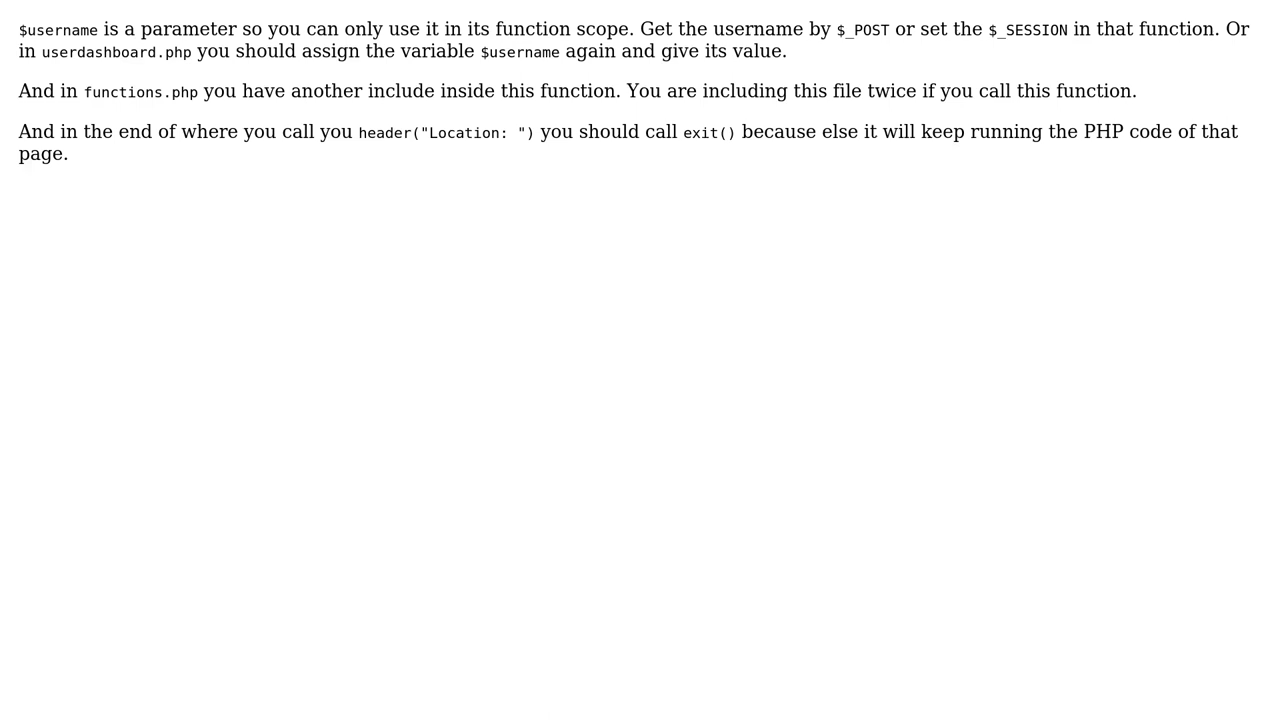 $username is a parameter so you can only use it in its function scope. Get the username by $_POST or set the $_SESSION in that function. Or
in userdashboard.php you should assign the variable $username again and give its value.
And in functions.php you have another include inside this function. You are including this file twice if you call this function.
And in the end of where you call you header("Location: ") you should call exit() because else it will keep running the PHP code of that
page.